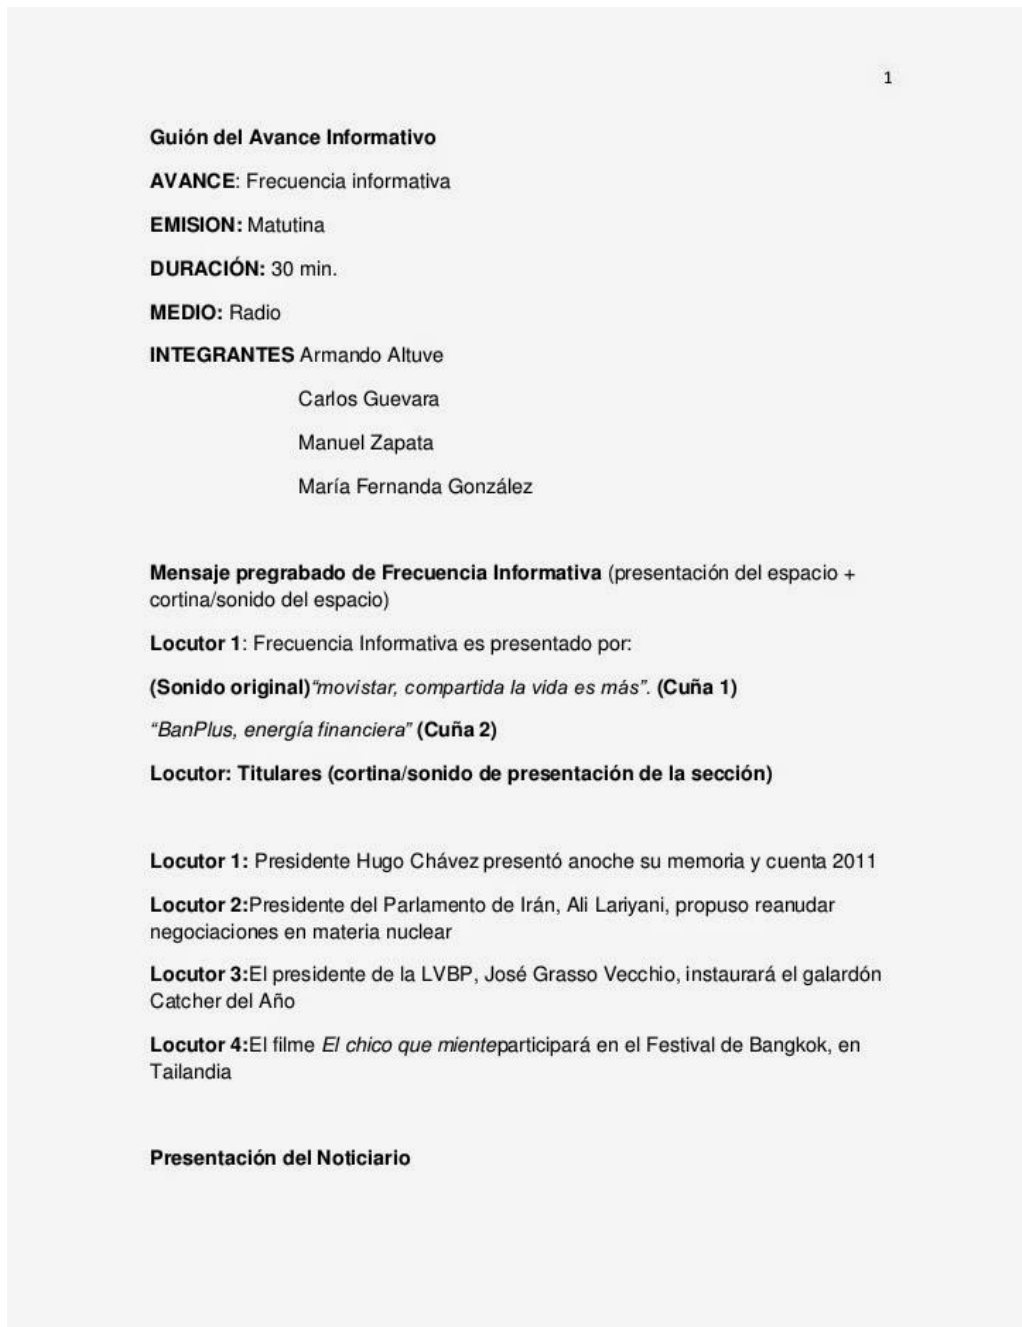 1
Guión del Avance Informativo
AVANCE: Frecuencia informativa
EMISION: Matutina
DURACIÓN: 30 min.
MEDIO: Radio
INTEGRANTES Armando Altuve
Carlos Guevara
Manuel Zapata
María Fernanda González
Mensaje pregrabado de Frecuencia Informativa (presentación del espacio +
cortina/sonido del espacio)
Locutor 1: Frecuencia Informativa es presentado por:
(Sonido original)“movistar, compartida la vida es más”. (Cuña 1)
“BanPlus, energía financiera” (Cuña 2)
Locutor: Titulares (cortina/sonido de presentación de la sección)
Locutor 1: Presidente Hugo Chávez presentó anoche su memoria y cuenta 2011
Locutor 2:Presidente del Parlamento de Irán, Ali Lariyani, propuso reanudar
negociaciones en materia nuclear
Locutor 3:El presidente de la LVBP, José Grasso Vecchio, instaurará el galardón
Catcher del Año
Locutor 4:El filme El chico que mienteparticipará en el Festival de Bangkok, en
Tailandia
Presentación del Noticiario